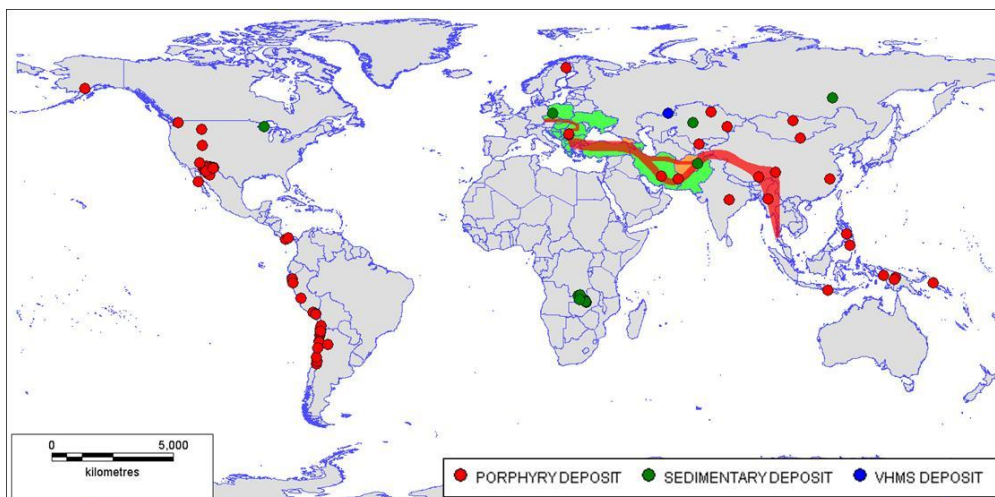 0 5,000
kilometres
PORPHYRY DEPOSIT SEDIMENTARY DEPOSIT VHMS DEPOSIT